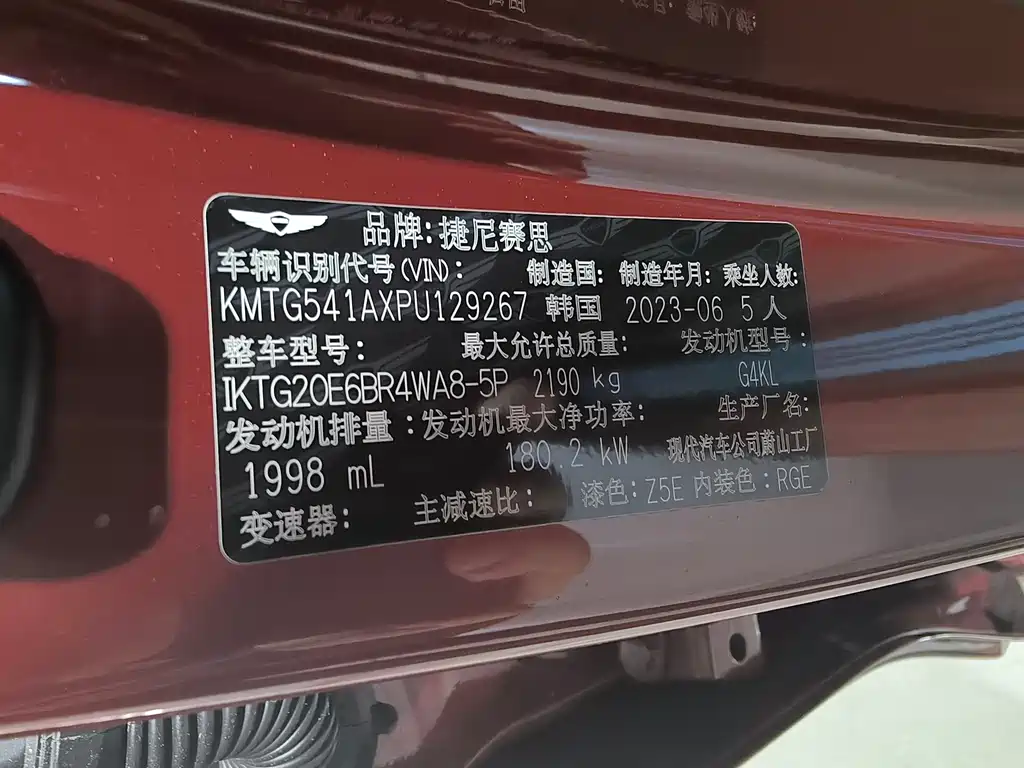 品牌:捷尼赛思
车辆识别代号(VIN): 制造国: 制造年月: 乘坐人数:
KMTG541AXPU129267 韩国 2023-06 5 人
整车型号: 最大允许总质量: 发动机型号:
IKTG20E6BR4WA8-5P 2190 kg G4KL
发动机排量:发动机最大净功率: 生产厂名:
1998 mL 180.2 kW 现代汽车公司蔚山工厂
变速器: 主减速比: 漆色:Z5E 内装色:RGE